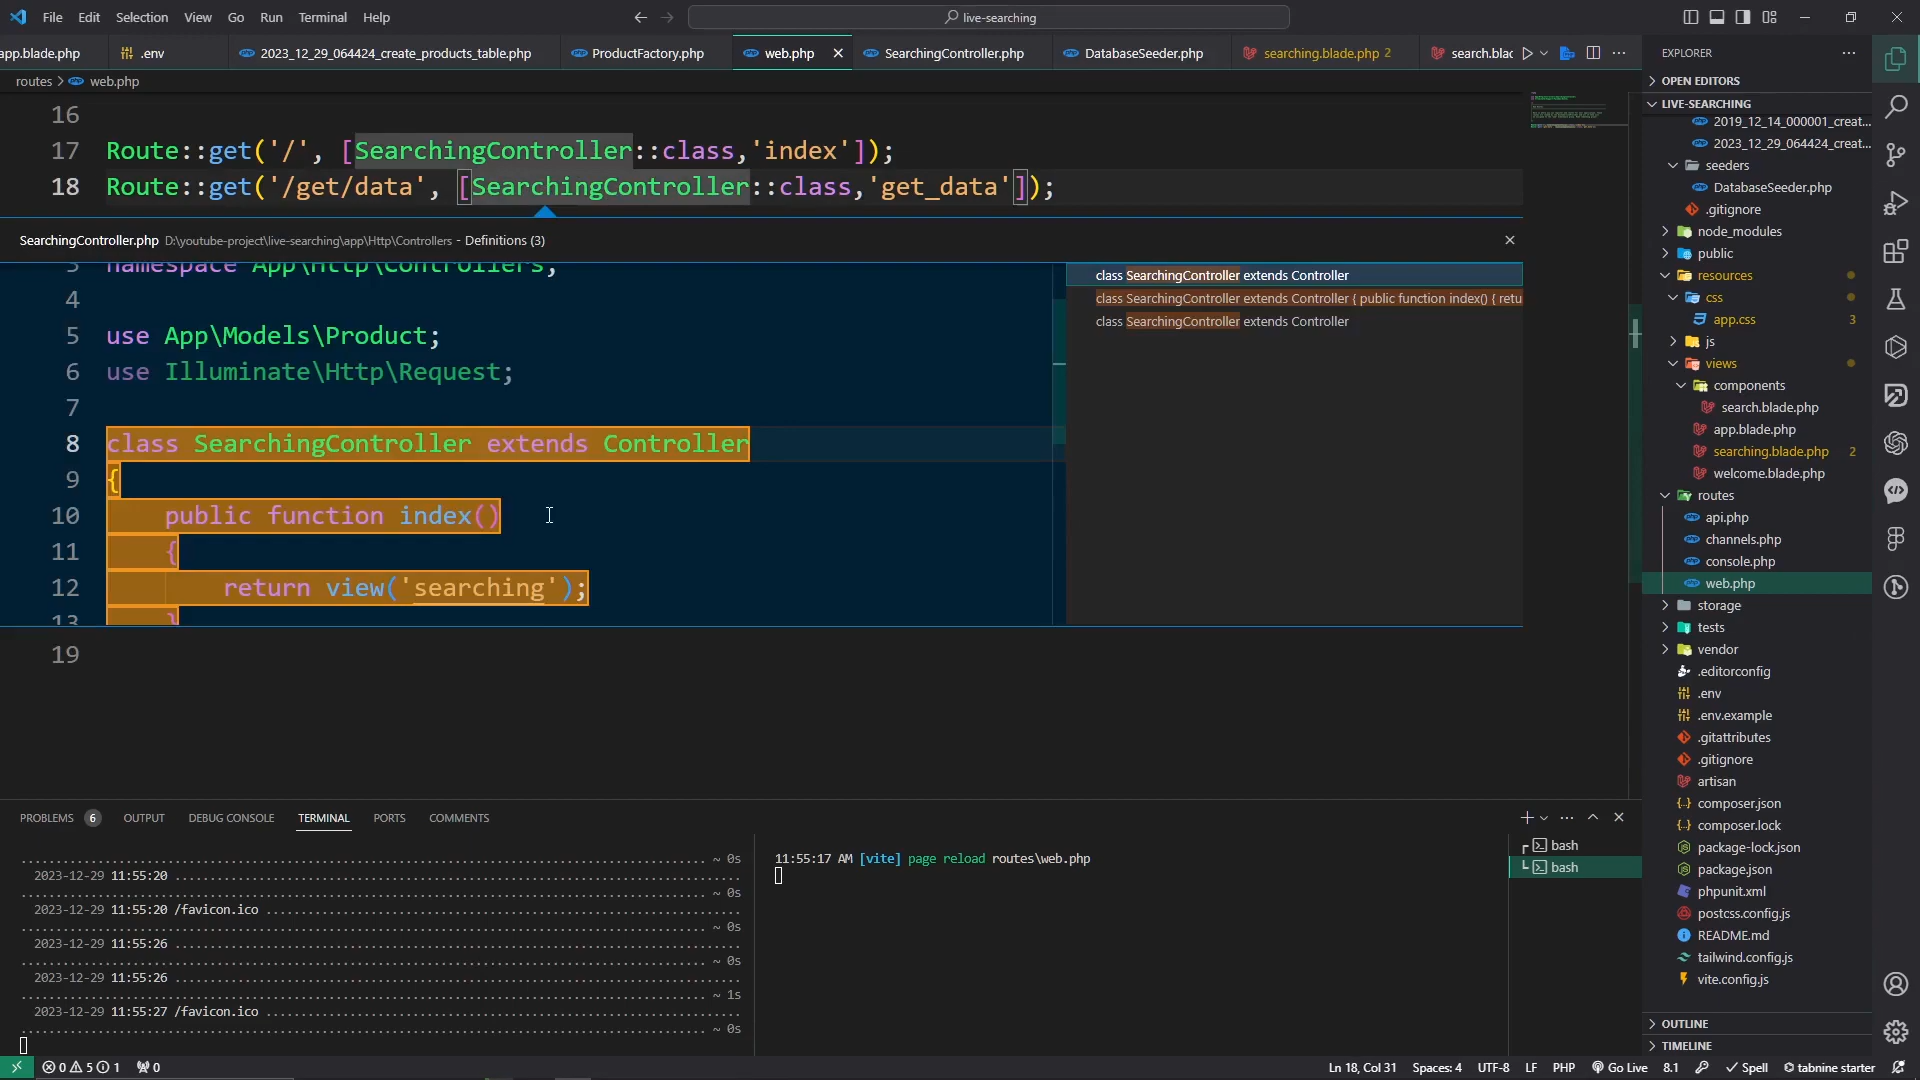 File Edit Selection View Go Run Terminal Help
live-searching
app.blade.php
.env
2023_12_29_064424_create_products_table.php
ProductFactory.php
web.php
SearchingController.php
DatabaseSeeder.php
searching.blade.php 2
search.blac
routes > web.php
16
17 Route::get('/', [SearchingController::class,'index']);
18 Route::get('/get/data', [SearchingController::class,'get_data']);
SearchingController.php D:\youtube-project\live-searching\app\Http\Controllers - Definitions (3)
3 namespace App\Http\Controllers;
4
5 use App\Models\Product;
6 use Illuminate\Http\Request;
7
8 class SearchingController extends Controller
9 {
10 public function index()
11 {
12 return view('searching');
13 }
class SearchingController extends Controller
class SearchingController extends Controller { public function index() { retu
class SearchingController extends Controller
19
PROBLEMS 6 OUTPUT DEBUG CONSOLE TERMINAL PORTS COMMENTS
........ ~ 0s
2023-12-29 11:55:20 ........
........ ~ 0s
2023-12-29 11:55:20 /favicon.ico ........
........ ~ 0s
2023-12-29 11:55:26 ........
........ ~ 0s
2023-12-29 11:55:26 ........
........ ~ 1s
2023-12-29 11:55:27 /favicon.ico ........
........ ~ 0s
11:55:17 AM [vite] page reload routes\web.php
bash
bash
EXPLORER
OPEN EDITORS
LIVE-SEARCHING
2019_12_14_000001_creat...
2023_12_29_064424_creat...
seeders
DatabaseSeeder.php
.gitignore
node_modules
public
resources
css
app.css 3
js
views
components
search.blade.php
app.blade.php
searching.blade.php 2
welcome.blade.php
routes
api.php
channels.php
console.php
web.php
storage
tests
vendor
.editorconfig
.env
.env.example
.gitattributes
.gitignore
artisan
composer.json
composer.lock
package-lock.json
package.json
phpunit.xml
postcss.config.js
README.md
tailwind.config.js
vite.config.js
OUTLINE
TIMELINE
0 5 1 0
Ln 18, Col 31 Spaces: 4 UTF-8 LF PHP Go Live 8.1 Spell tabnine starter